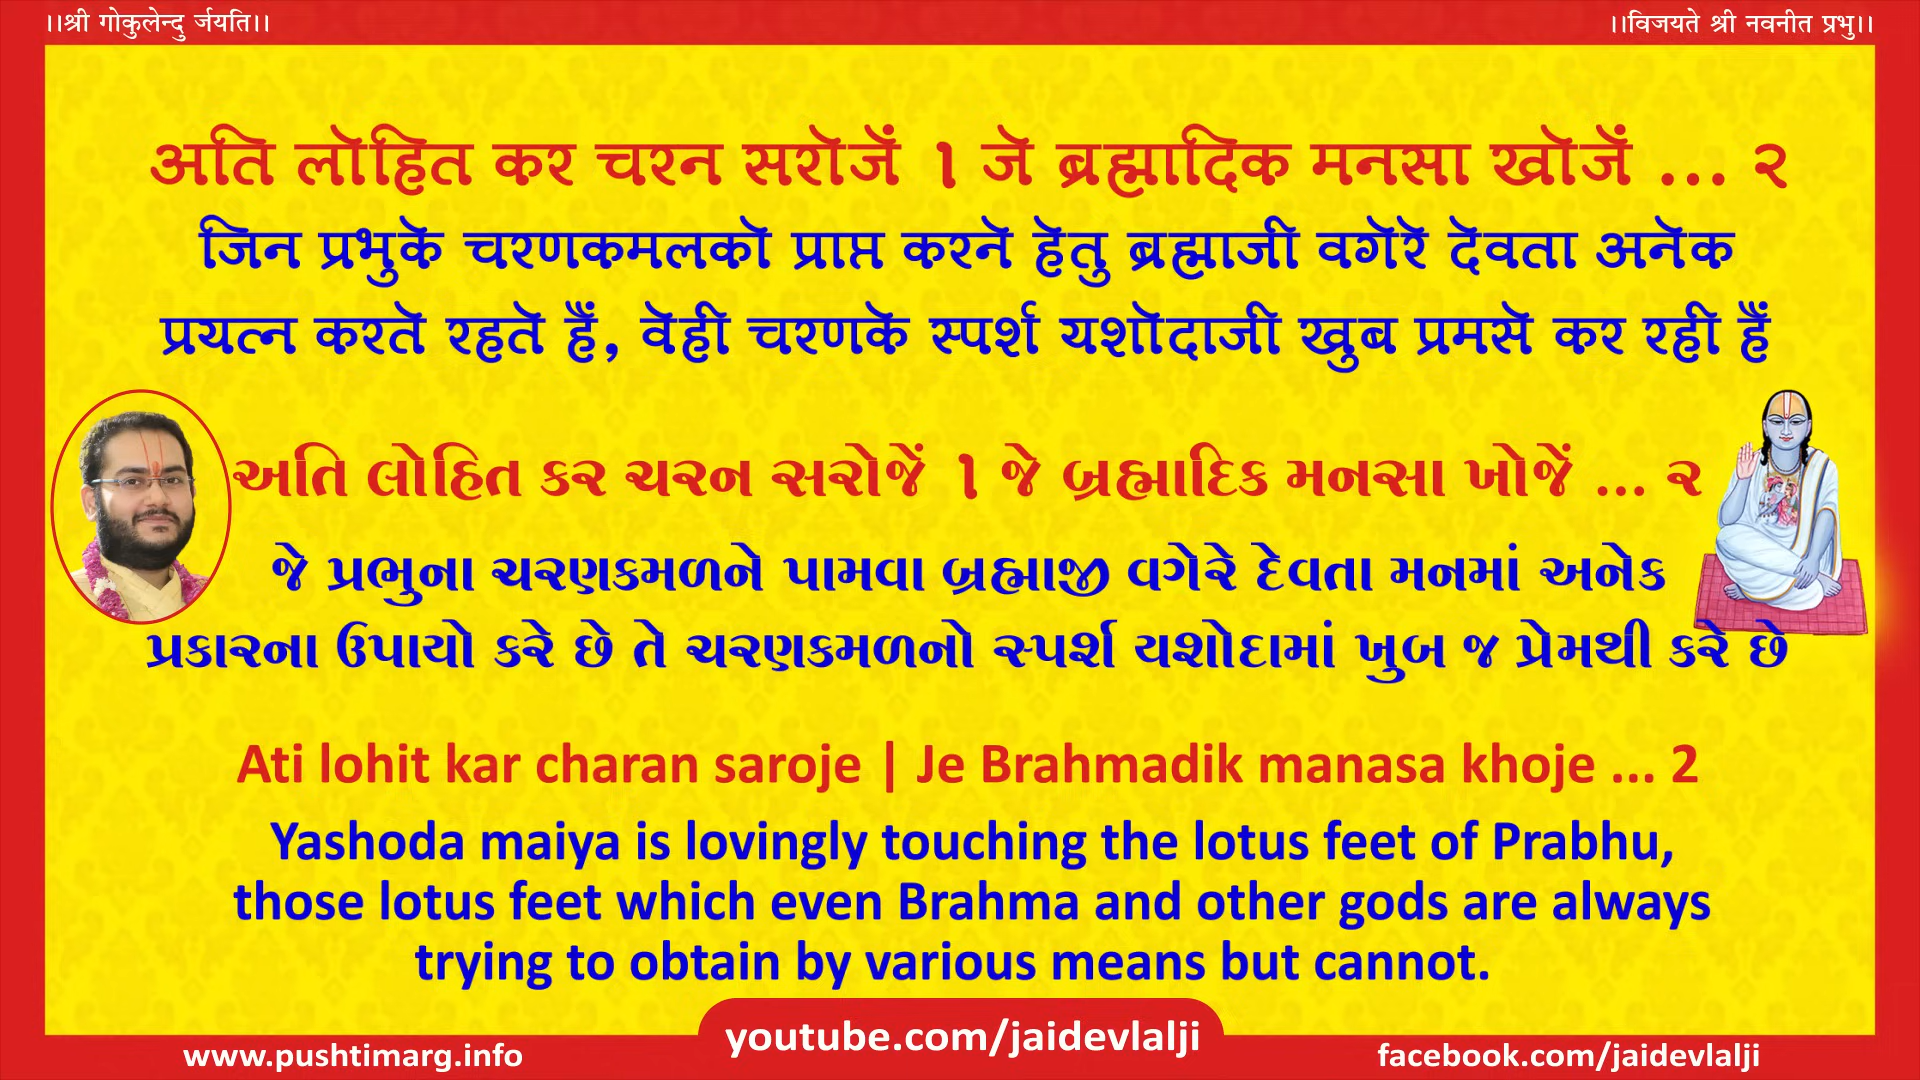 ।।श्री गोकुलेन्दु र्जयति।।
।।विजयते श्री नवनीत प्रभु।।
अति लोहित कर चरन सरोजें । जे ब्रह्मादिक मनसा खोजें ... २
जिन प्रभुके चरणकमलको प्राप्त करने हेतु ब्रह्माजी वगेरे देवता अनेक
प्रयत्न करते रहते हैं, वेही चरणके स्पर्श यशोदाजी खुब प्रमसे कर रही हैं
અતિ લોહિત કર ચરન સરોજેં । જે બ્રહ્માદિક મનસા ખોજેં ... ૨
જે પ્રભુના ચરણકમળને પામવા બ્રહ્માજી વગેરે દેવતા મનમાં અનેક
પ્રકારના ઉપાયો કરે છે તે ચરણકમળનો સ્પર્શ યશોદામાં ખુબ જ પ્રેમથી કરે છે
Ati lohit kar charan saroje | Je Brahmadik manasa khoje ... 2
Yashoda maiya is lovingly touching the lotus feet of Prabhu,
those lotus feet which even Brahma and other gods are always
trying to obtain by various means but cannot.
www.pushtimarg.info
youtube.com/jaidevlalji
facebook.com/jaidevlalji